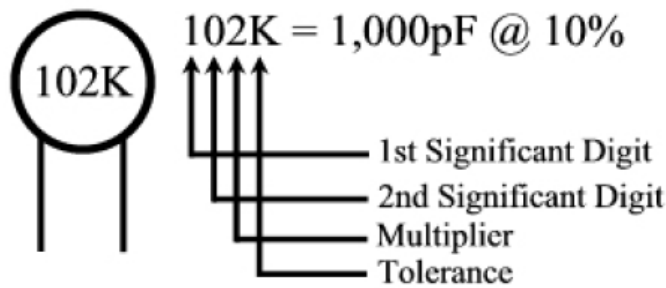 102K
102K = 1,000pF @ 10%
1st Significant Digit
2nd Significant Digit
Multiplier
Tolerance